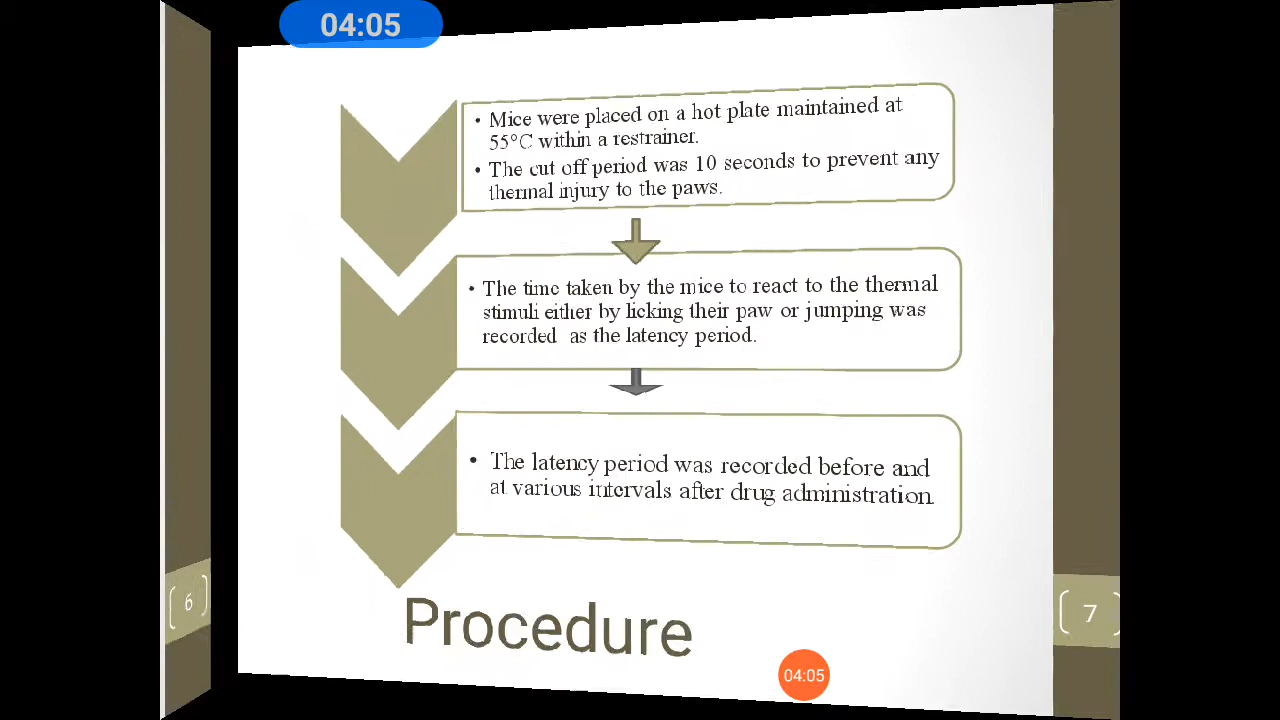 04:05
• Mice were placed on a hot plate maintained at
55°C within a restrainer.
• The cut off period was 10 seconds to prevent any
thermal injury to the paws.
• The time taken by the mice to react to the thermal
stimuli either by licking their paw or jumping was
recorded as the latency period.
• The latency period was recorded before and
at various intervals after drug administration.
Procedure
6
7
04:05